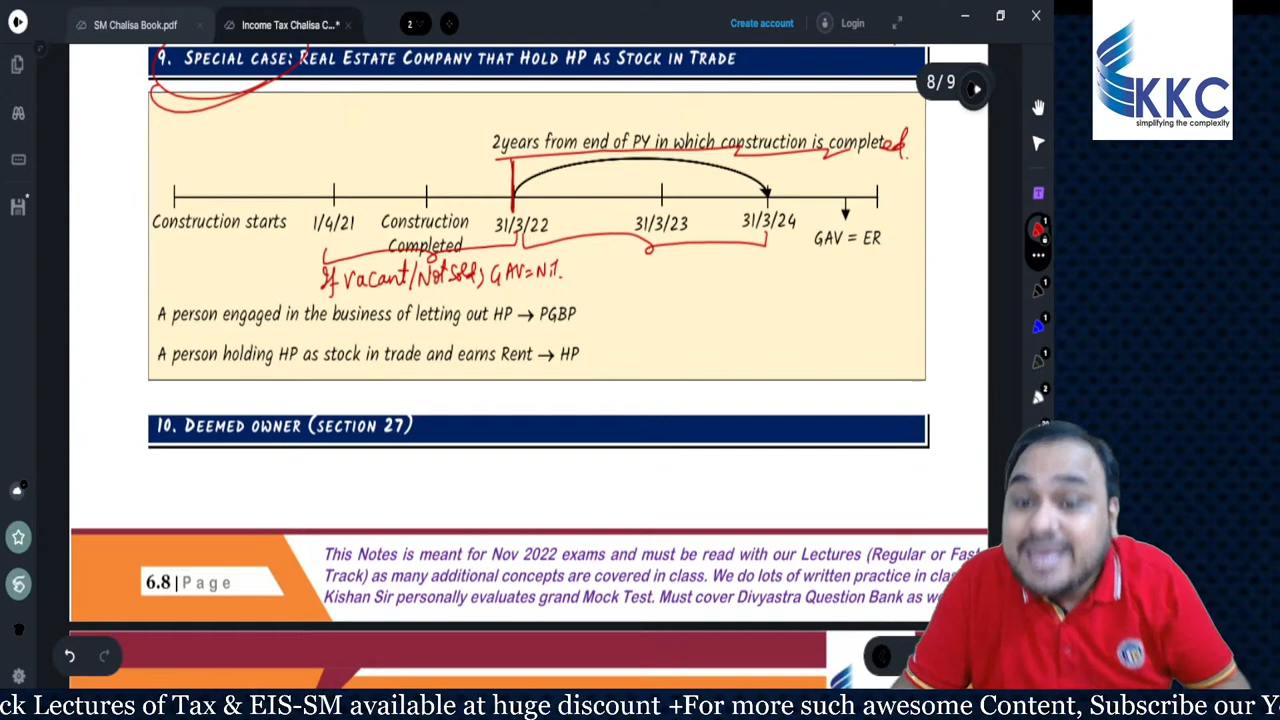 SM Chalisa Book.pdf
Income Tax Chalisa C...*
2
Create account
Login
9. SPECIAL CASE: REAL ESTATE COMPANY THAT HOLD HP AS STOCK IN TRADE
8 / 9
KKC
simplifying the complexity
2years from end of PY in which construction is completed.
Construction starts
1/4/21
Construction
Completed
31/3/22
31/3/23
31/3/24
GAV = ER
If vacant/Not sold; GAV=Nil.
A person engaged in the business of letting out HP → PGBP
A person holding HP as stock in trade and earns Rent → HP
10. DEEMED OWNER (SECTION 27)
This Notes is meant for Nov 2022 exams and must be read with our Lectures (Regular or Fast
Track) as many additional concepts are covered in class. We do lots of written practice in clas
Kishan Sir personally evaluates grand Mock Test. Must cover Divyastra Question Bank as we
6.8 | Page
ck Lectures of Tax & EIS-SM available at huge discount +For more such awesome Content, Subscribe our Y